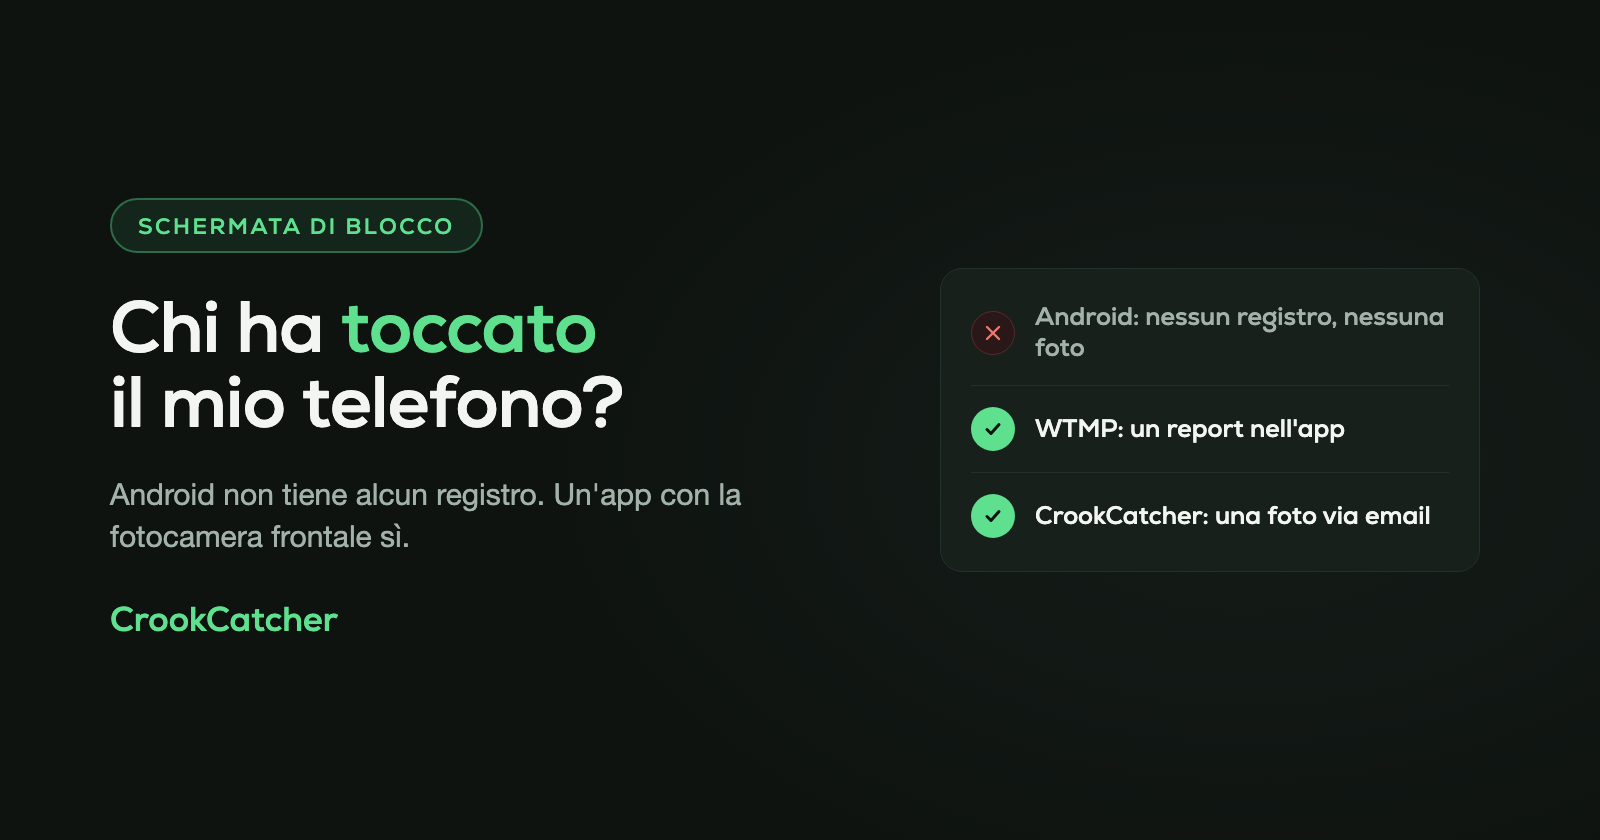 SCHERMATA DI BLOCCO
Chi ha toccato
il mio telefono?
Android non tiene alcun registro. Un'app con la
fotocamera frontale sì.
CrookCatcher
Android: nessun registro, nessuna
foto
WTMP: un report nell'app
CrookCatcher: una foto via email